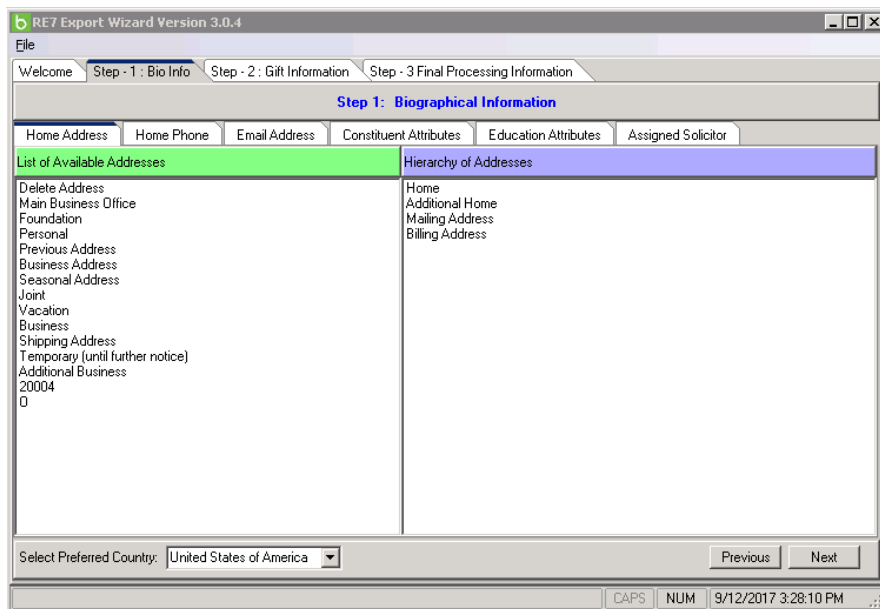 RE7 Export Wizard Version 3.0.4
File
Welcome Step - 1 : Bio Info Step - 2 : Gift Information Step - 3 Final Processing Information
Step 1: Biographical Information
Home Address Home Phone Email Address Constituent Attributes Education Attributes Assigned Solicitor
List of Available Addresses Hierarchy of Addresses
Delete Address Home
Main Business Office Additional Home
Foundation Mailing Address
Personal Billing Address
Previous Address
Business Address
Seasonal Address
Joint
Vacation
Business
Shipping Address
Temporary (until further notice)
Additional Business
20004
O
Select Preferred Country: United States of America Previous Next
CAPS NUM 9/12/2017 3:28:10 PM